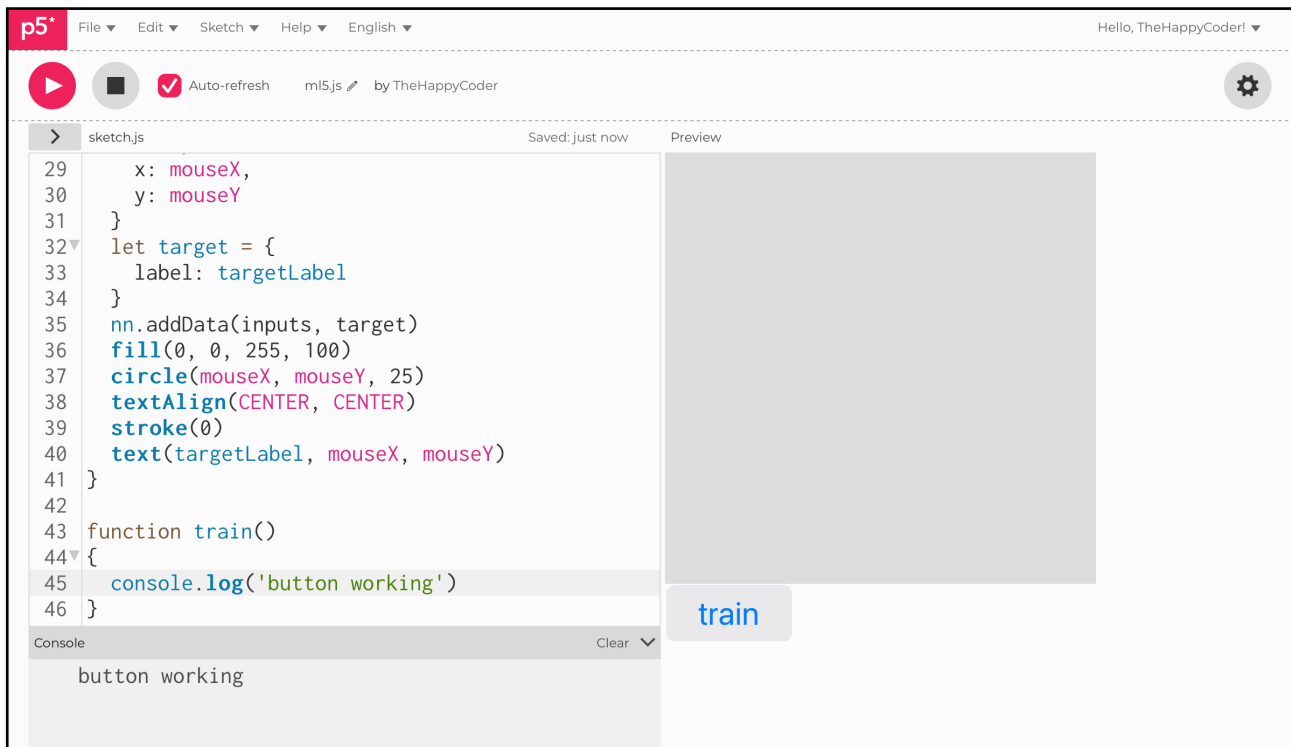 p5* File Edit Sketch Help English Hello, TheHappyCoder!
Auto-refresh ml5.js by TheHappyCoder
sketch.js Saved: just now Preview
29 x: mouseX,
30 y: mouseY
31 }
32 let target = {
33 label: targetLabel
34 }
35 nn.addData(inputs, target)
36 fill(0, 0, 255, 100)
37 circle(mouseX, mouseY, 25)
38 textAlign(CENTER, CENTER)
39 stroke(0)
40 text(targetLabel, mouseX, mouseY)
41 }
42
43 function train()
44 {
45 console.log('button working')
46 }
train
Console Clear
button working